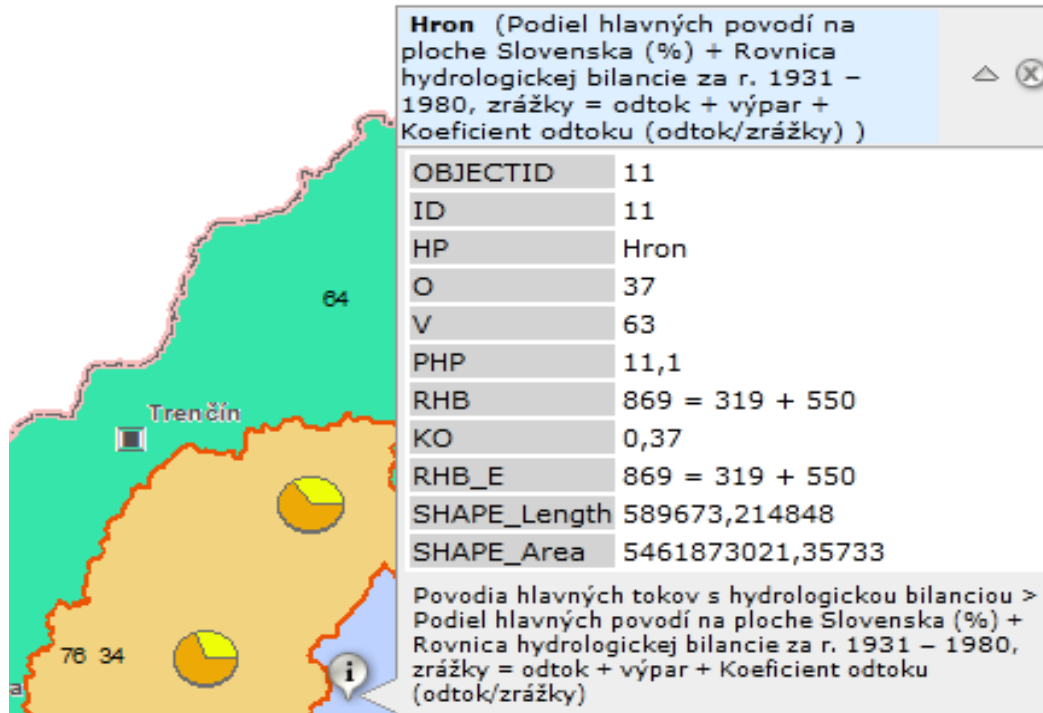 Hron (Podiel hlavných povodí na
ploche Slovenska (%) + Rovnica
hydrologickej bilancie za r. 1931 –
1980, zrážky = odtok + výpar +
Koeficient odtoku (odtok/zrážky) )
OBJECTID 11
ID 11
HP Hron
O 37
V 63
PHP 11,1
RHB 869 = 319 + 550
KO 0,37
RHB_E 869 = 319 + 550
SHAPE_Length 589673,214848
SHAPE_Area 5461873021,35733
Povodia hlavných tokov s hydrologickou bilanciou >
Podiel hlavných povodí na ploche Slovenska (%) +
Rovnica hydrologickej bilancie za r. 1931 – 1980,
zrážky = odtok + výpar + Koeficient odtoku
(odtok/zrážky)
64
Trenčín
76 34
a
i